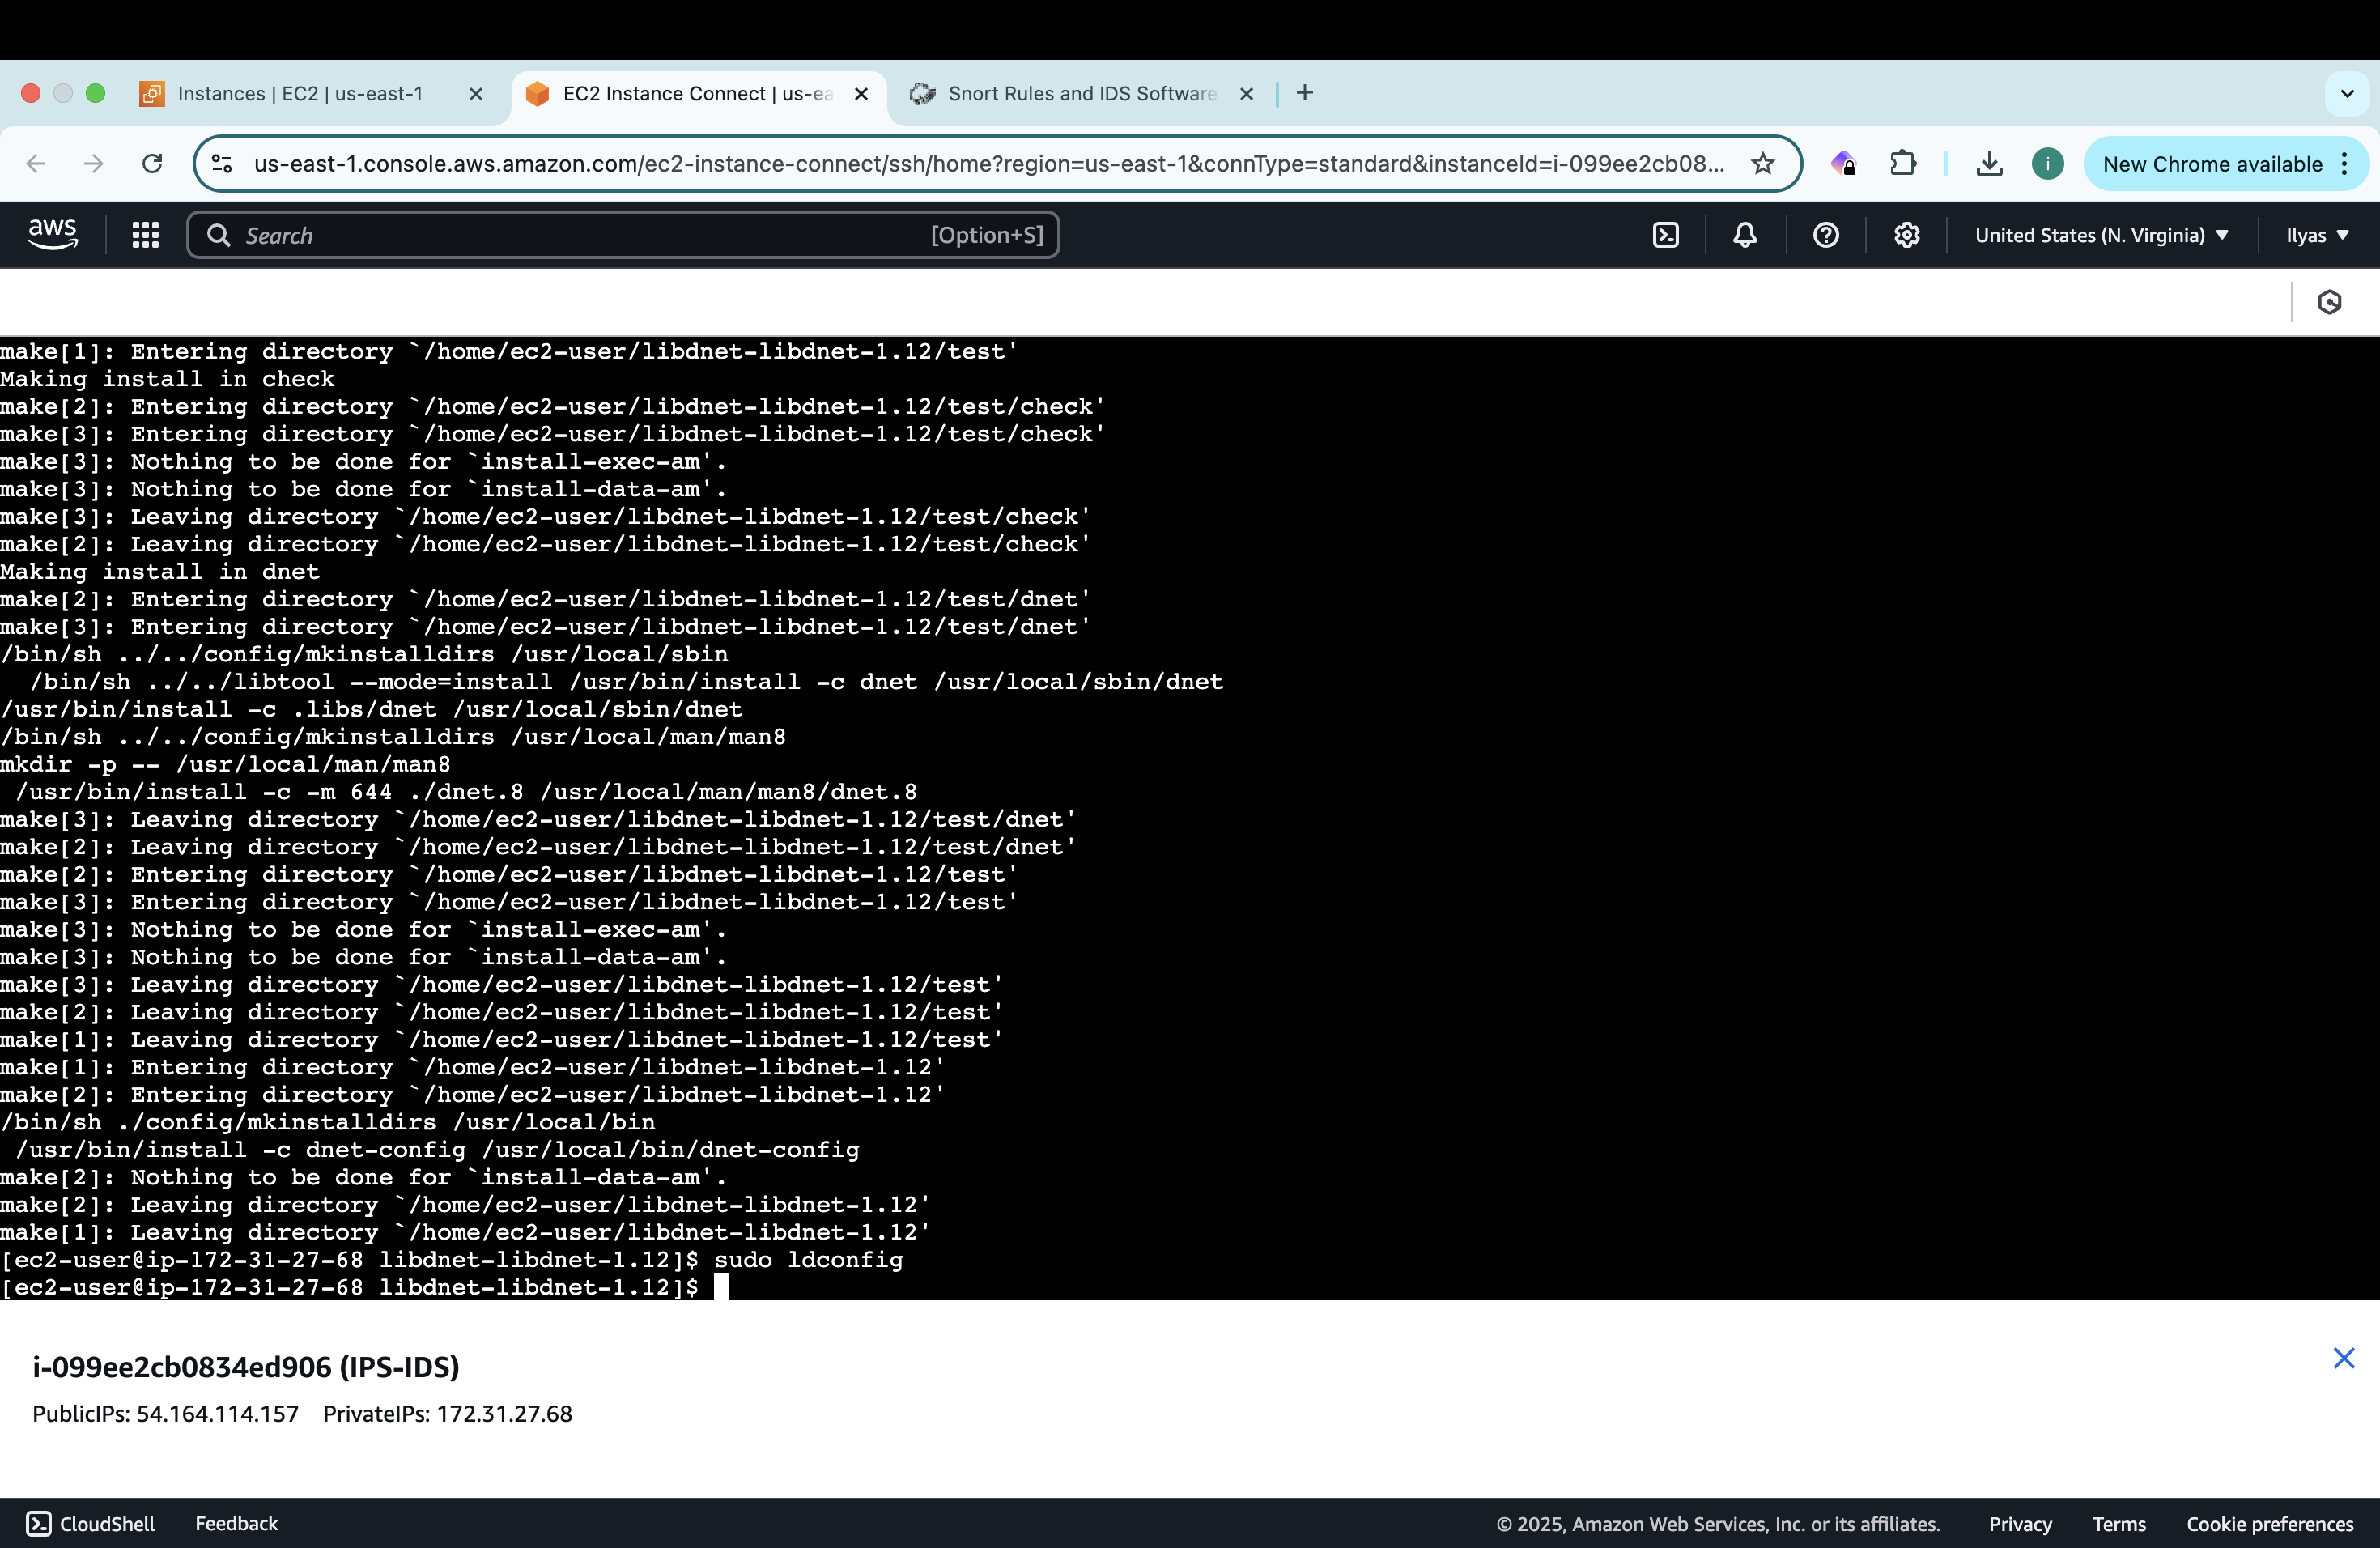 Instances | EC2 | us-east-1
EC2 Instance Connect | us-ea
Snort Rules and IDS Software
us-east-1.console.aws.amazon.com/ec2-instance-connect/ssh/home?region=us-east-1&connType=standard&instanceId=i-099ee2cb08...
i
New Chrome available
aws
Search
[Option+S]
United States (N. Virginia)
Ilyas
make[1]: Entering directory `/home/ec2-user/libdnet-libdnet-1.12/test'
Making install in check
make[2]: Entering directory `/home/ec2-user/libdnet-libdnet-1.12/test/check'
make[3]: Entering directory `/home/ec2-user/libdnet-libdnet-1.12/test/check'
make[3]: Nothing to be done for `install-exec-am'.
make[3]: Nothing to be done for `install-data-am'.
make[3]: Leaving directory `/home/ec2-user/libdnet-libdnet-1.12/test/check'
make[2]: Leaving directory `/home/ec2-user/libdnet-libdnet-1.12/test/check'
Making install in dnet
make[2]: Entering directory `/home/ec2-user/libdnet-libdnet-1.12/test/dnet'
make[3]: Entering directory `/home/ec2-user/libdnet-libdnet-1.12/test/dnet'
/bin/sh ../../config/mkinstalldirs /usr/local/sbin
  /bin/sh ../../libtool --mode=install /usr/bin/install -c dnet /usr/local/sbin/dnet
/usr/bin/install -c .libs/dnet /usr/local/sbin/dnet
/bin/sh ../../config/mkinstalldirs /usr/local/man/man8
mkdir -p -- /usr/local/man/man8
 /usr/bin/install -c -m 644 ./dnet.8 /usr/local/man/man8/dnet.8
make[3]: Leaving directory `/home/ec2-user/libdnet-libdnet-1.12/test/dnet'
make[2]: Leaving directory `/home/ec2-user/libdnet-libdnet-1.12/test/dnet'
make[2]: Entering directory `/home/ec2-user/libdnet-libdnet-1.12/test'
make[3]: Entering directory `/home/ec2-user/libdnet-libdnet-1.12/test'
make[3]: Nothing to be done for `install-exec-am'.
make[3]: Nothing to be done for `install-data-am'.
make[3]: Leaving directory `/home/ec2-user/libdnet-libdnet-1.12/test'
make[2]: Leaving directory `/home/ec2-user/libdnet-libdnet-1.12/test'
make[1]: Leaving directory `/home/ec2-user/libdnet-libdnet-1.12/test'
make[1]: Entering directory `/home/ec2-user/libdnet-libdnet-1.12'
make[2]: Entering directory `/home/ec2-user/libdnet-libdnet-1.12'
/bin/sh ./config/mkinstalldirs /usr/local/bin
 /usr/bin/install -c dnet-config /usr/local/bin/dnet-config
make[2]: Nothing to be done for `install-data-am'.
make[2]: Leaving directory `/home/ec2-user/libdnet-libdnet-1.12'
make[1]: Leaving directory `/home/ec2-user/libdnet-libdnet-1.12'
[ec2-user@ip-172-31-27-68 libdnet-libdnet-1.12]$ sudo ldconfig
[ec2-user@ip-172-31-27-68 libdnet-libdnet-1.12]$
i-099ee2cb0834ed906 (IPS-IDS)
PublicIPs: 54.164.114.157 PrivateIPs: 172.31.27.68
CloudShell
Feedback
© 2025, Amazon Web Services, Inc. or its affiliates.
Privacy
Terms
Cookie preferences